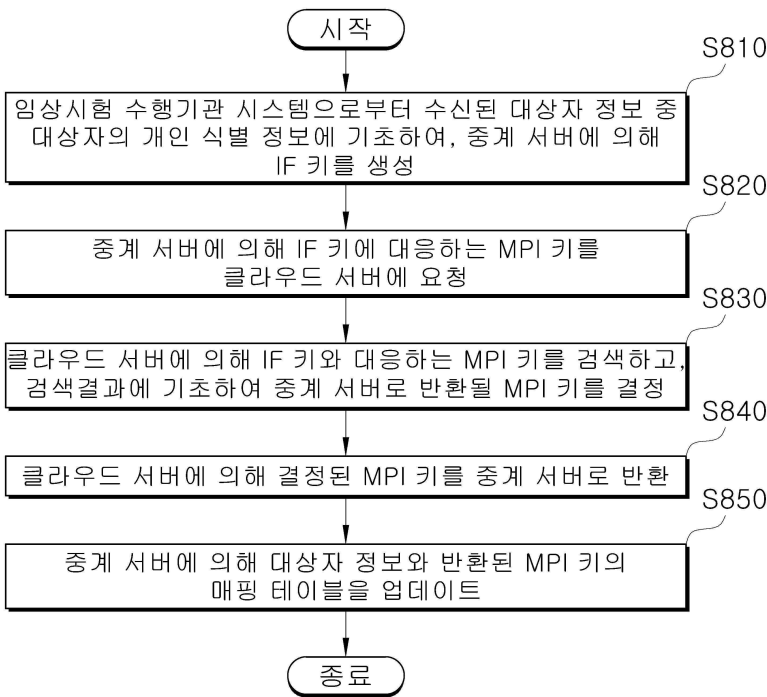 시작
S810
임상시험 수행기관 시스템으로부터 수신된 대상자 정보 중
대상자의 개인 식별 정보에 기초하여, 중계 서버에 의해
IF 키를 생성
S820
중계 서버에 의해 IF 키에 대응하는 MPI 키를
클라우드 서버에 요청
S830
클라우드 서버에 의해 IF 키와 대응하는 MPI 키를 검색하고,
검색결과에 기초하여 중계 서버로 반환될 MPI 키를 결정
S840
클라우드 서버에 의해 결정된 MPI 키를 중계 서버로 반환
S850
중계 서버에 의해 대상자 정보와 반환된 MPI 키의
매핑 테이블을 업데이트
종료